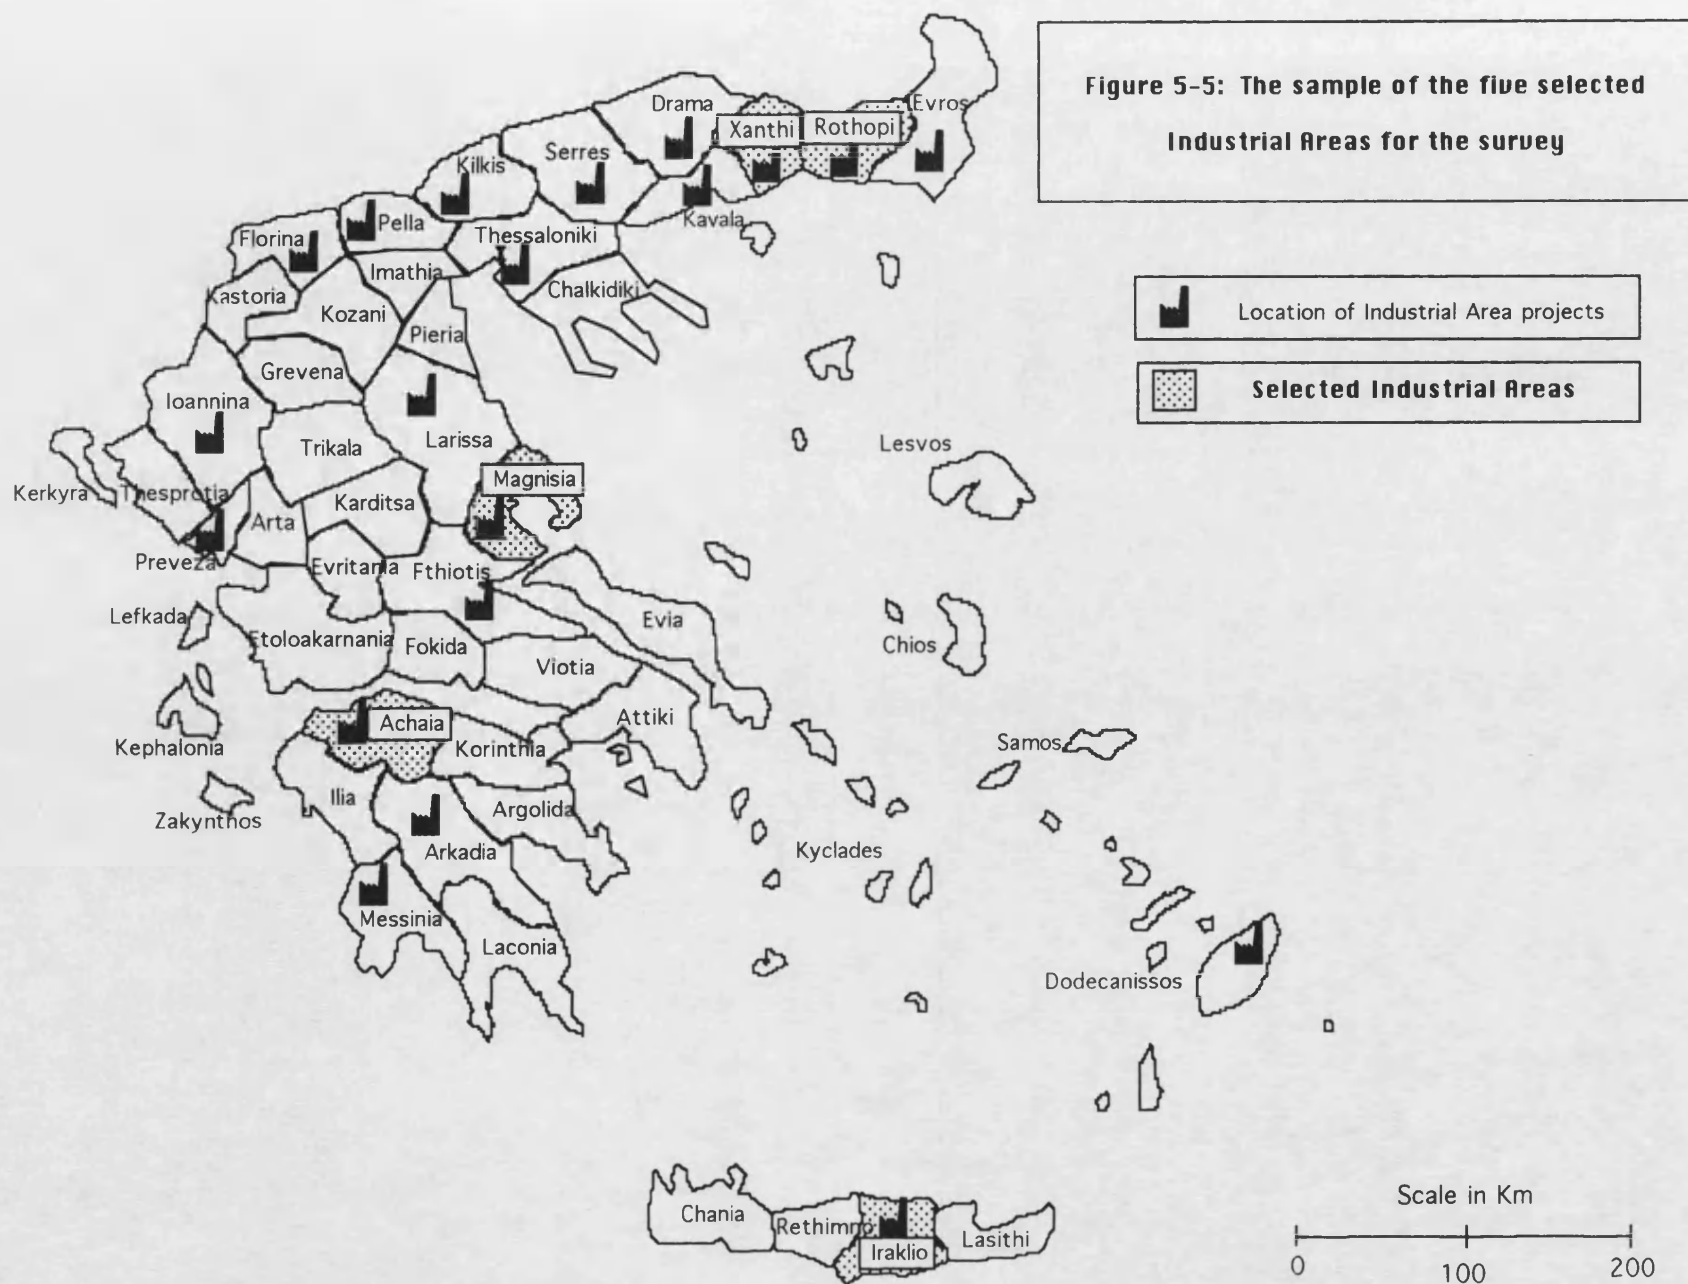 Figure 5-5: The sample of the five selected
Industrial Areas for the survey
Location of Industrial Area projects
Selected Industrial Areas
Drama
Xanthi
Rothopi
Evros
Serres
Kilkis
Kavala
Pella
Thessaloniki
Florina
Imathia
Chalkidiki
Kastoria
Kozani
Pieria
Grevena
Ioannina
Larissa
Trikala
Lesvos
Magnisia
Kerkyra
Thesprotia
Karditsa
Arta
Preveza
Evritania
Fthiotis
Lefkada
Evia
Etoloakarnania
Fokida
Chios
Viotia
Achaia
Attiki
Kephalonia
Korinthia
Samos
Ilia
Argolida
Zakynthos
Arkadia
Kyclades
Messinia
Laconia
Dodecanissos
Chania
Rethimno
Iraklio
Lasithi
Scale in Km
0 100 200